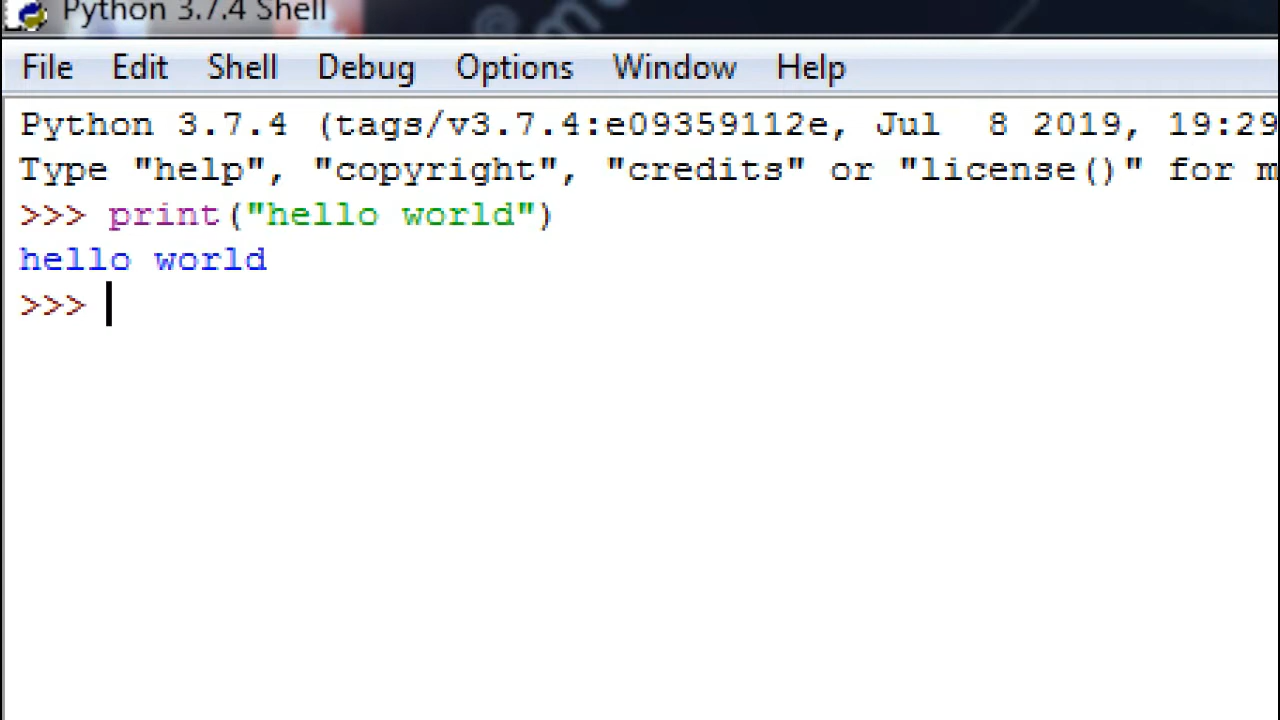 Python 3.7.4 Shell
File Edit Shell Debug Options Window Help
Python 3.7.4 (tags/v3.7.4:e09359112e, Jul  8 2019, 19:29
Type "help", "copyright", "credits" or "license()" for m
>>> print("hello world")
hello world
>>>